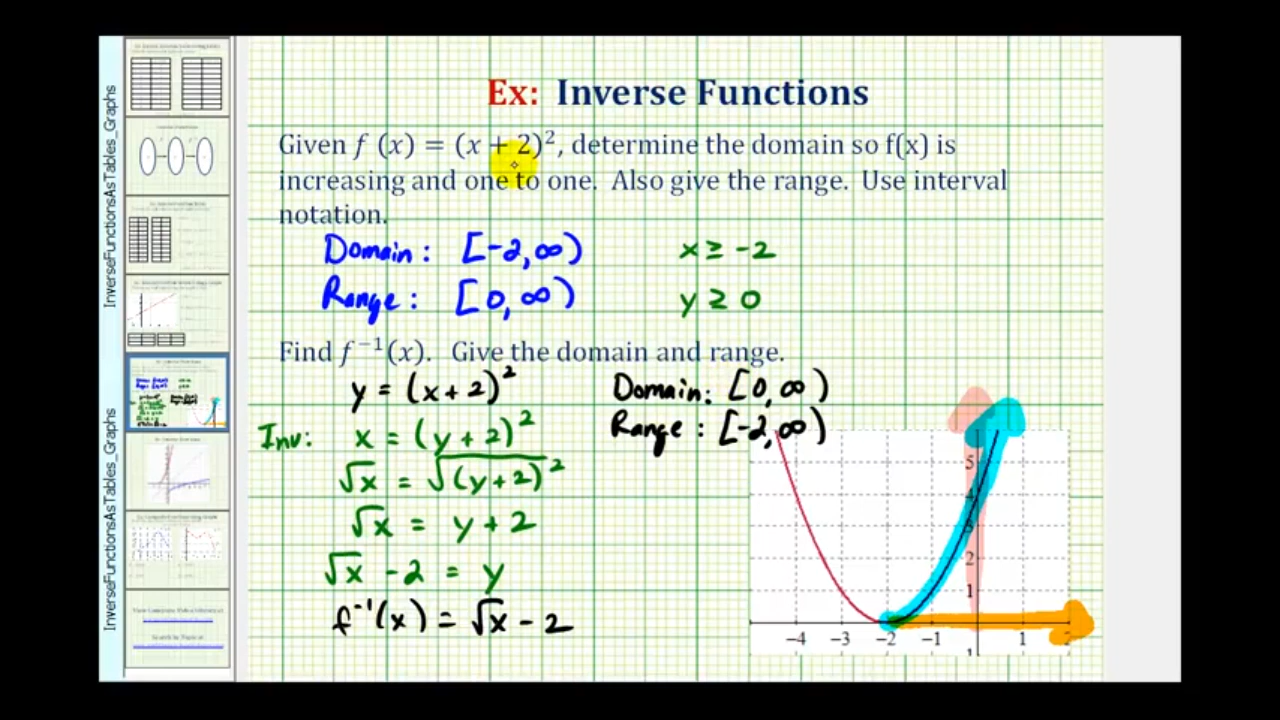 Ex: Inverse Functions
Given f (x) = (x + 2)², determine the domain so f(x) is
increasing and one to one. Also give the range. Use interval
notation.
Domain: [-2, ∞) x ≥ -2
Range: [0, ∞) y ≥ 0
Find f⁻¹(x). Give the domain and range.
y = (x+2)²
Inv: x = (y+2)²
√x = √(y+2)²
√x = y+2
√x - 2 = y
f⁻¹(x) = √x - 2
Domain: [0, ∞)
Range: [-2, ∞)
5
4
3
2
1
−4 −3 −2 −1 1 2
1
InverseFunctionsAsTables_Graphs
InverseFunctionsAsTables_Graphs